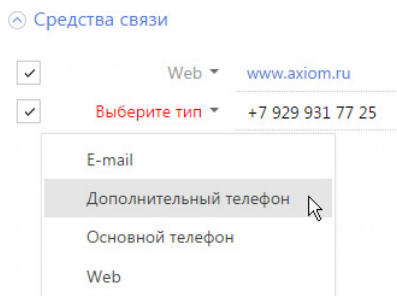 Средства связи
Web www.axiom.ru
Выберите тип +7 929 931 77 25
E-mail
Дополнительный телефон
Основной телефон
Web